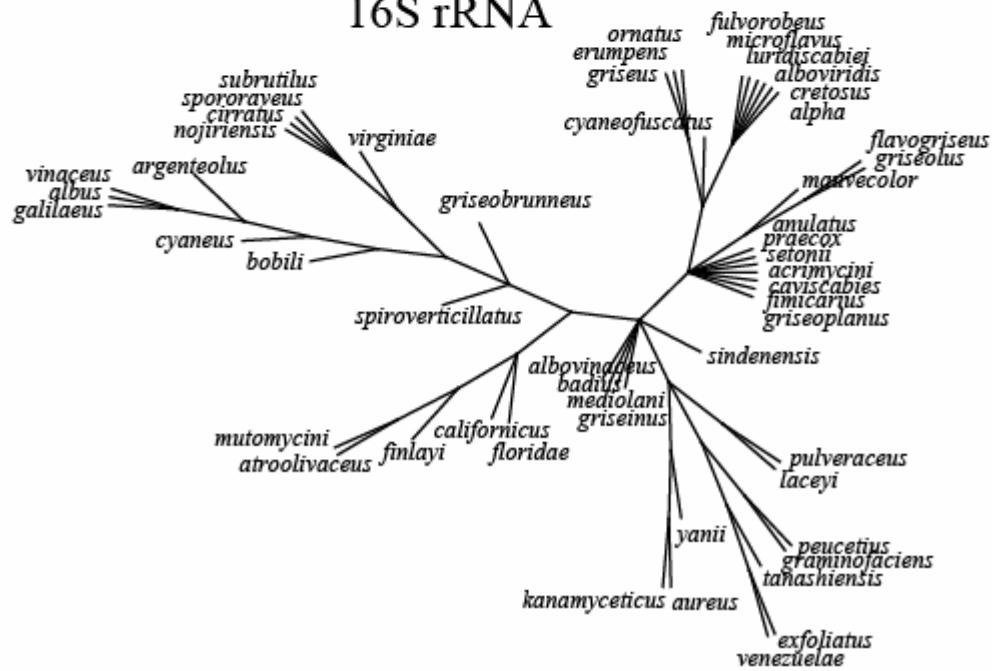 16S rRNA
fulvorobeus
ornatus
microflavus
erumpens
luridiscabiei
griseus
alboviridis
subrutilus
cretosus
spororaveus
alpha
cirratus
cyaneofuscatus
nojiriensis
virginiae
flavogriseus
griseolus
argenteolus
vinaceus
mauvecolor
albus
griseobrunneus
galilaeus
anulatus
cyaneus
praecox
setonii
bobili
acrimycini
caviscabies
fimicarius
spiroverticillatus
griseoplanus
sindenensis
albovinaceus
badius
mediolani
griseinus
californicus
mutomycini
finlayi
floridae
atroolivaceus
pulveraceus
laceyi
yanii
peucetius
graminofaciens
tanashiensis
kanamyceticus
aureus
exfoliatus
venezuelae